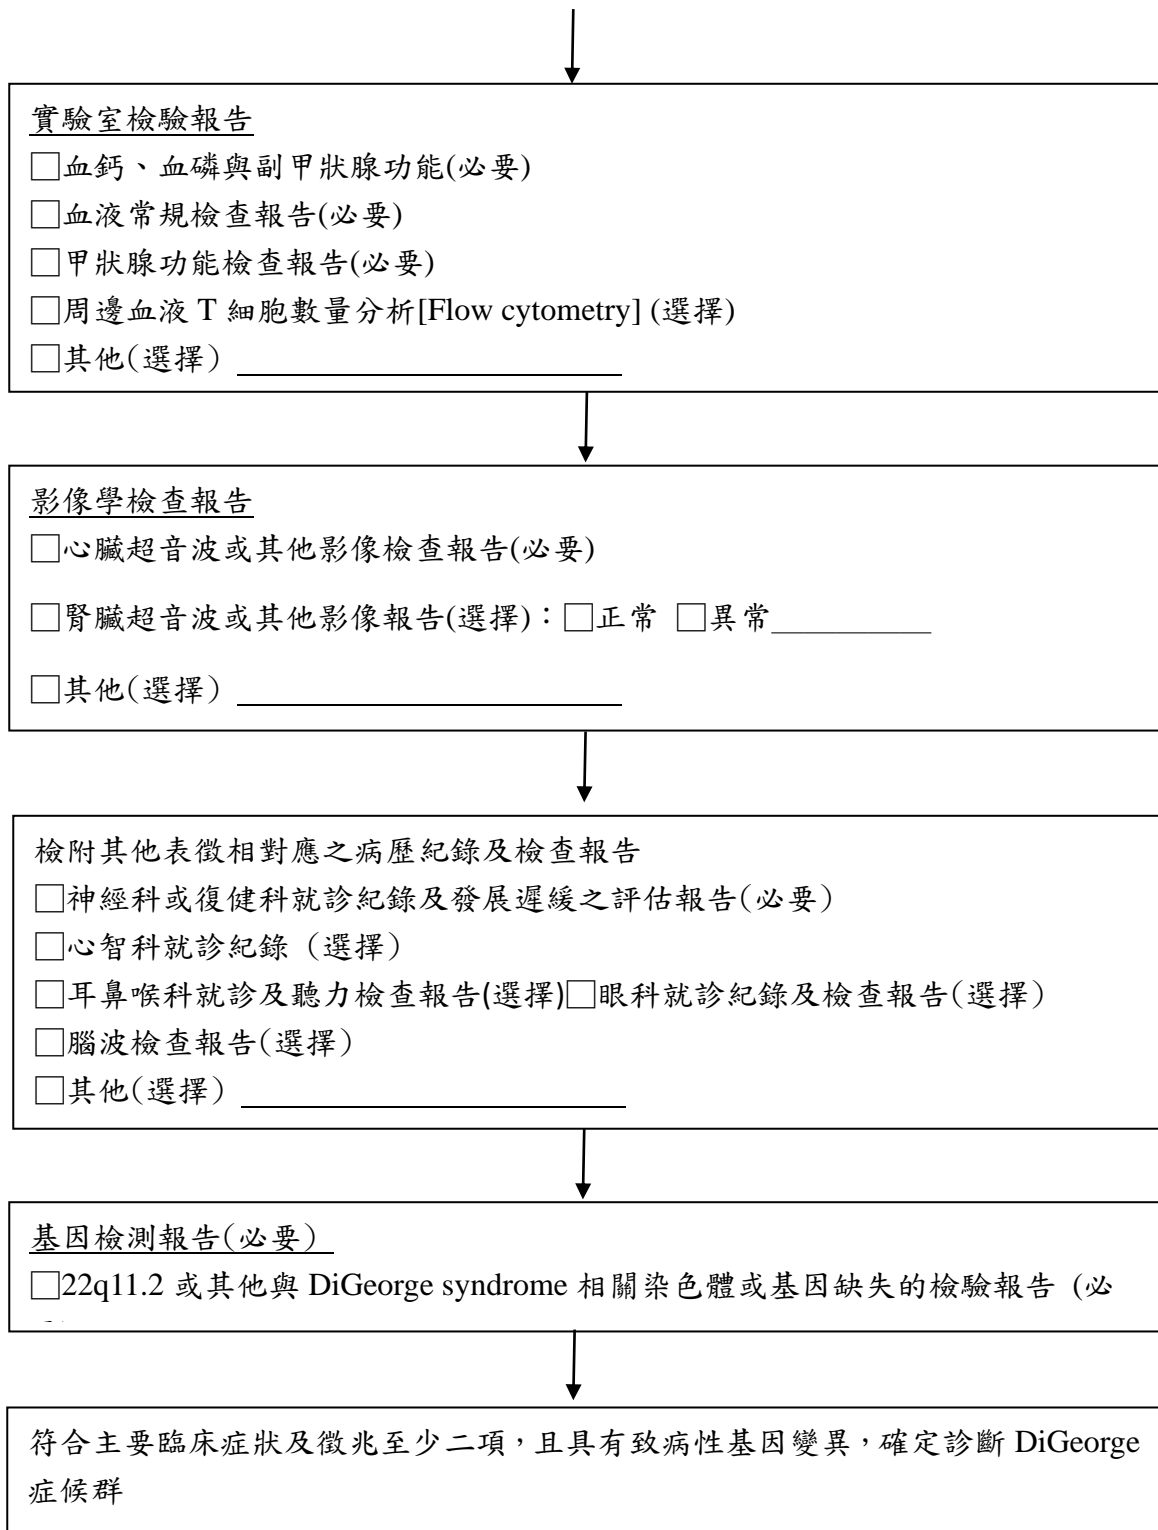 實驗室檢驗報告
□血鈣、血磷與副甲狀腺功能(必要)
□血液常規檢查報告(必要)
□甲狀腺功能檢查報告(必要)
□周邊血液 T 細胞數量分析[Flow cytometry] (選擇)
□其他(選擇) ________________________
影像學檢查報告
□心臟超音波或其他影像檢查報告(必要)
□腎臟超音波或其他影像報告(選擇)：□正常 □異常__________
□其他(選擇) ________________________
檢附其他表徵相對應之病歷紀錄及檢查報告
□神經科或復健科就診紀錄及發展遲緩之評估報告(必要)
□心智科就診紀錄 (選擇)
□耳鼻喉科就診及聽力檢查報告(選擇)□眼科就診紀錄及檢查報告(選擇)
□腦波檢查報告(選擇)
□其他(選擇) ________________________
基因檢測報告(必要)
□22q11.2 或其他與 DiGeorge syndrome 相關染色體或基因缺失的檢驗報告 (必
符合主要臨床症狀及徵兆至少二項，且具有致病性基因變異，確定診斷 DiGeorge
症候群